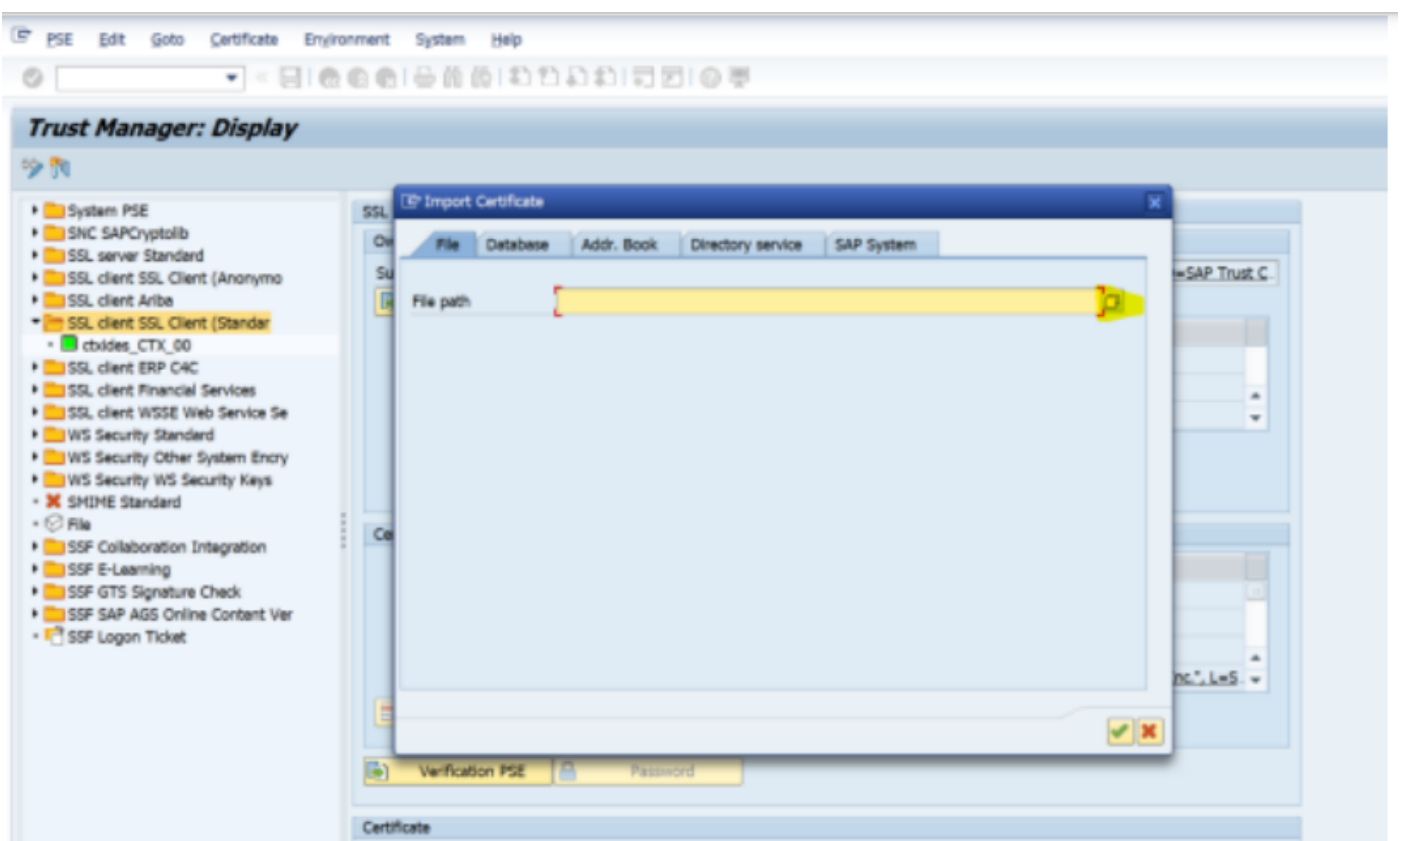 PSE Edit Goto Certificate Environment System Help
Trust Manager: Display
System PSE
SNC SAPCryptolib
SSL server Standard
SSL client SSL Client (Anonymo
SSL client Ariba
SSL client SSL Client (Standar
ctxides_CTX_00
SSL client ERP C4C
SSL client Financial Services
SSL client WSSE Web Service Se
WS Security Standard
WS Security Other System Encry
WS Security WS Security Keys
SMIME Standard
File
SSF Collaboration Integration
SSF E-Learning
SSF GTS Signature Check
SSF SAP AGS Online Content Ver
SSF Logon Ticket
SSL
Ow
Su
Import Certificate
File Database Addr. Book Directory service SAP System
=SAP Trust C
File path
Ce
nc.", L=S
Verification PSE Password
Certificate